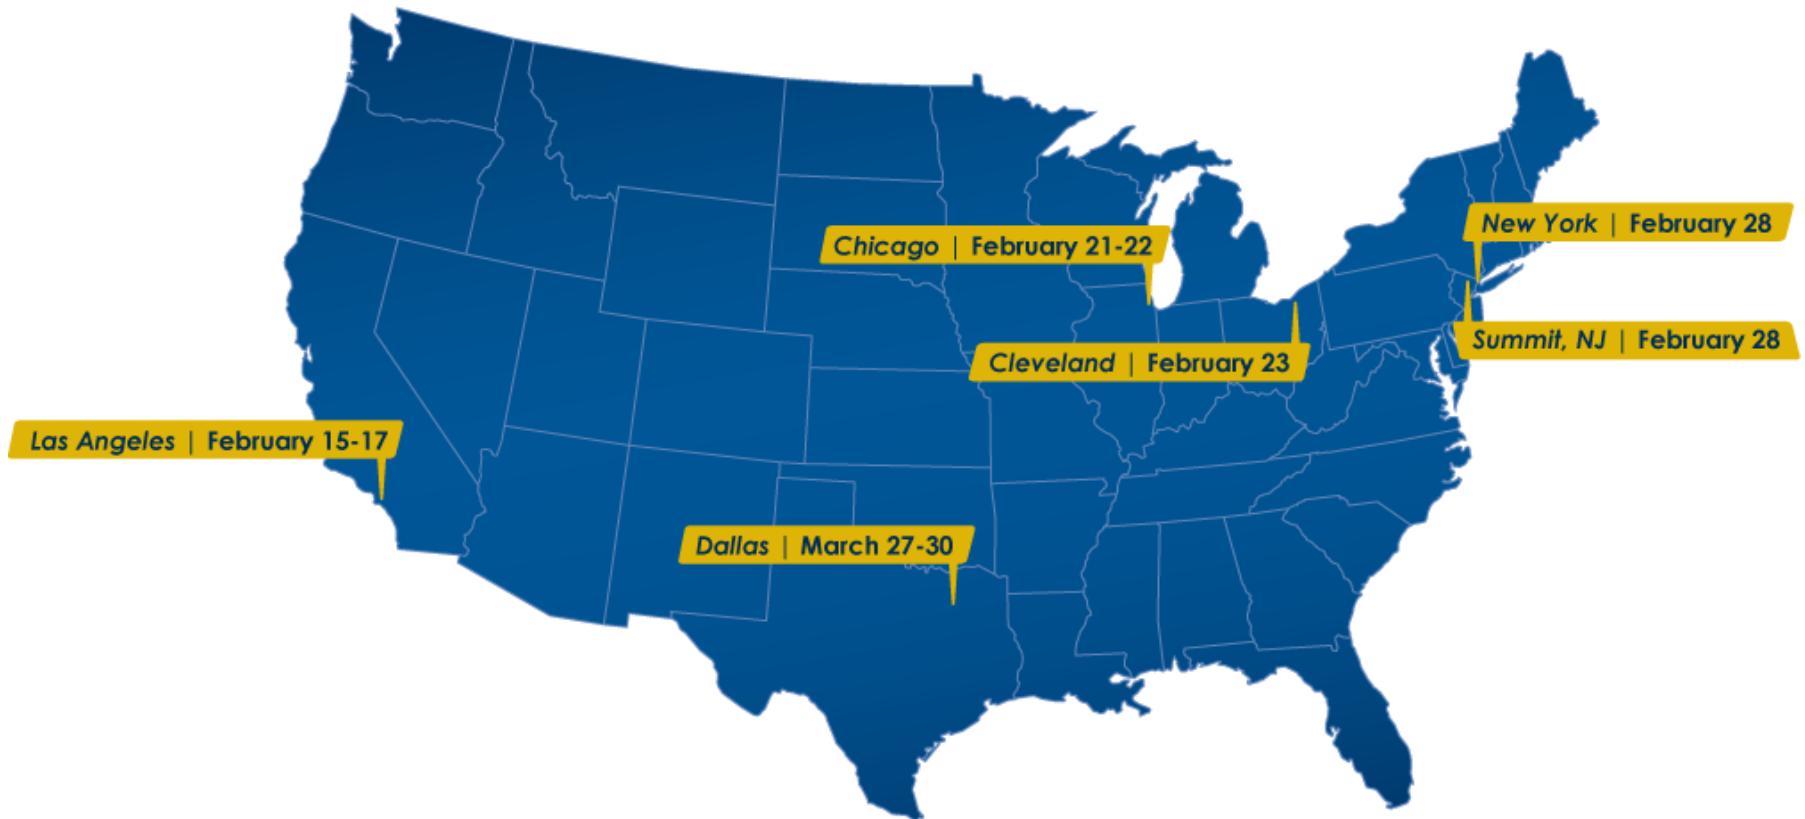 New York | February 28
Chicago | February 21-22
Summit, NJ | February 28
Cleveland | February 23
Las Angeles | February 15-17
Dallas | March 27-30